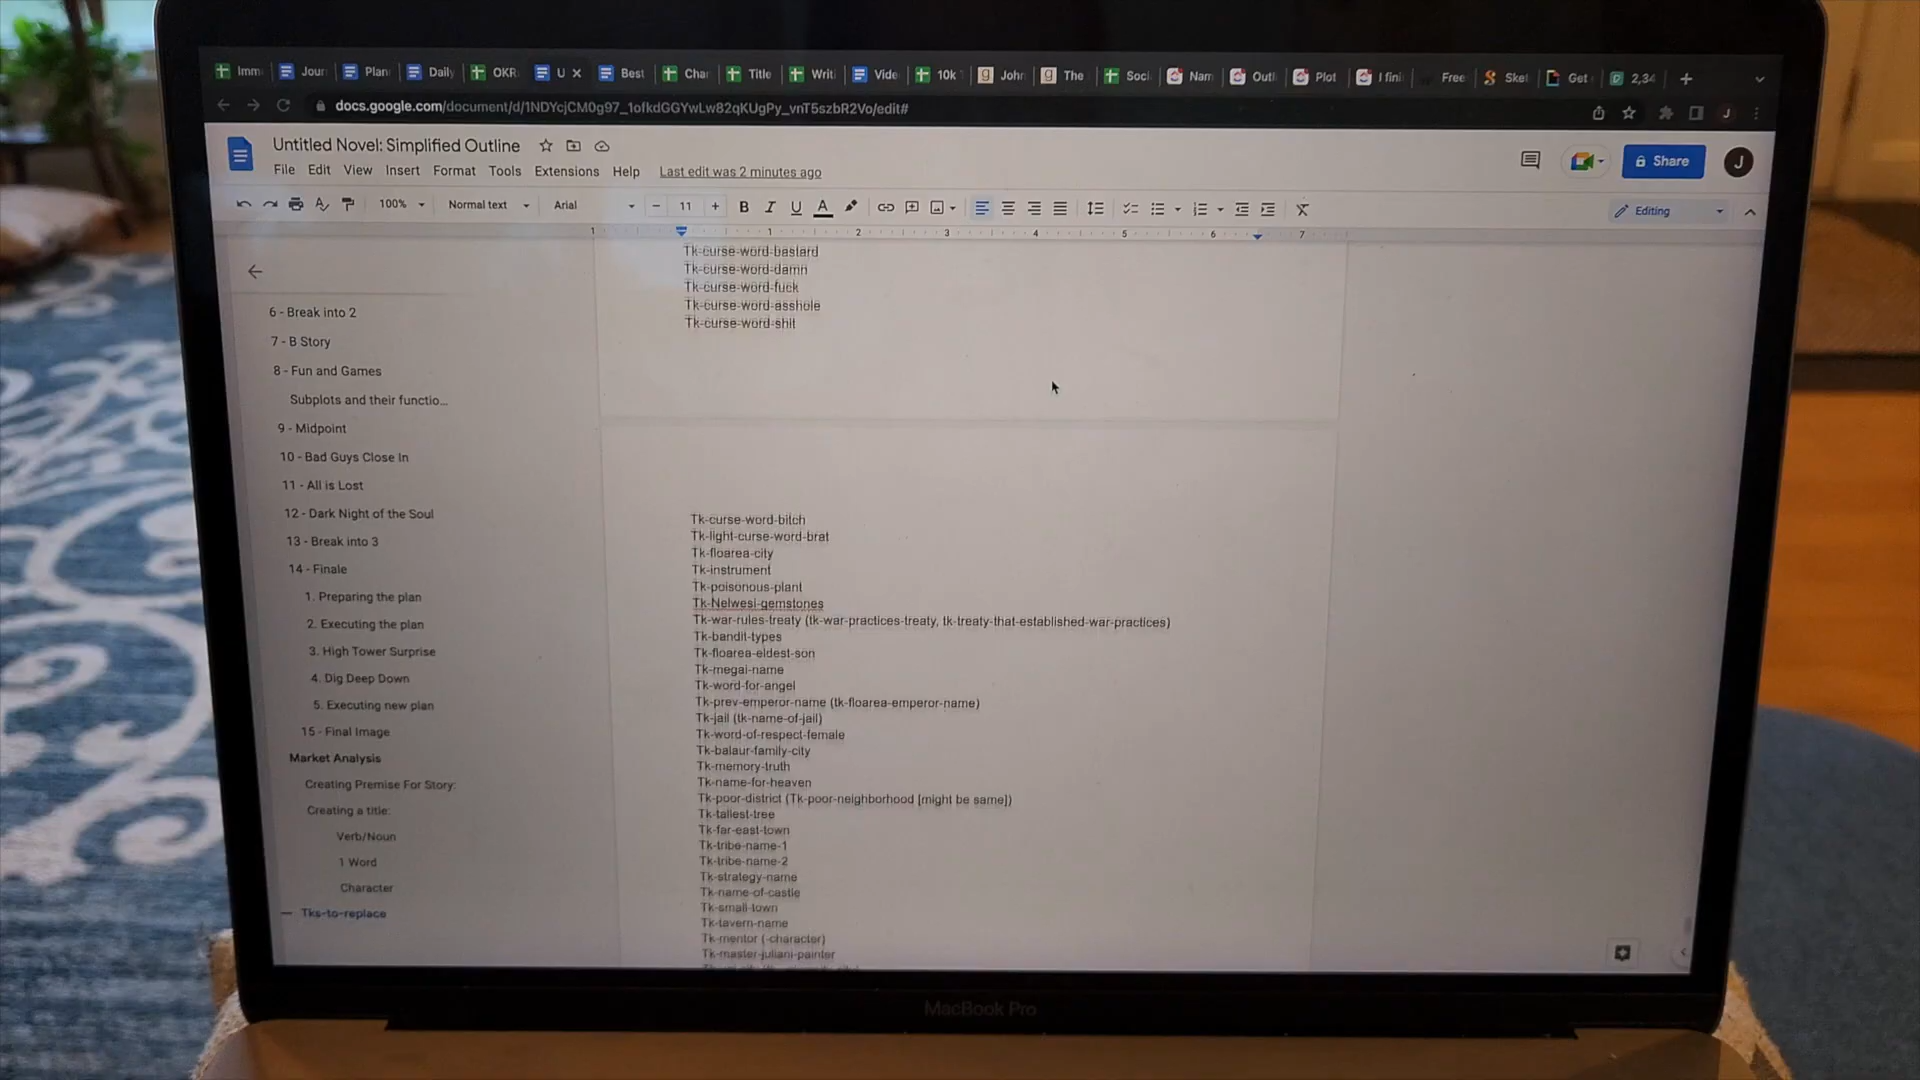 Imm
Jour
Plan
Daily
OKR
U
Best
Char
Title
Writ
Vide
10k
John
The
Soci
Nam
Outl
Plot
I fini
Free
Sket
Get
2,34
docs.google.com/document/d/1NDYcjCM0g97_1ofkdGGYwLw82qKUgPy_vnT5szbR2Vo/edit#
J
Untitled Novel: Simplified Outline
File Edit View Insert Format Tools Extensions Help Last edit was 2 minutes ago
Share
J
100% Normal text Arial 11 B I U A
Editing
1 1 2 3 4 5 6 7
6 - Break into 2
7 - B Story
8 - Fun and Games
Subplots and their functio...
9 - Midpoint
10 - Bad Guys Close In
11 - All is Lost
12 - Dark Night of the Soul
13 - Break into 3
14 - Finale
1. Preparing the plan
2. Executing the plan
3. High Tower Surprise
4. Dig Deep Down
5. Executing new plan
15 - Final Image
Market Analysis
Creating Premise For Story:
Creating a title:
Verb/Noun
1 Word
Character
Tks-to-replace
Tk-curse-word-bastard
Tk-curse-word-damn
Tk-curse-word-fuck
Tk-curse-word-asshole
Tk-curse-word-shit
Tk-curse-word-bitch
Tk-light-curse-word-brat
Tk-floarea-city
Tk-instrument
Tk-poisonous-plant
Tk-Nelwesi-gemstones
Tk-war-rules-treaty (tk-war-practices-treaty, tk-treaty-that-established-war-practices)
Tk-bandit-types
Tk-floarea-eldest-son
Tk-megai-name
Tk-word-for-angel
Tk-prev-emperor-name (tk-floarea-emperor-name)
Tk-jail (tk-name-of-jail)
Tk-word-of-respect-female
Tk-balaur-family-city
Tk-memory-truth
Tk-name-for-heaven
Tk-poor-district (Tk-poor-neighborhood [might be same])
Tk-tallest-tree
Tk-far-east-town
Tk-tribe-name-1
Tk-tribe-name-2
Tk-strategy-name
Tk-name-of-castle
Tk-small-town
Tk-tavern-name
Tk-mentor (-character)
Tk-master-juliani-painter
MacBook Pro